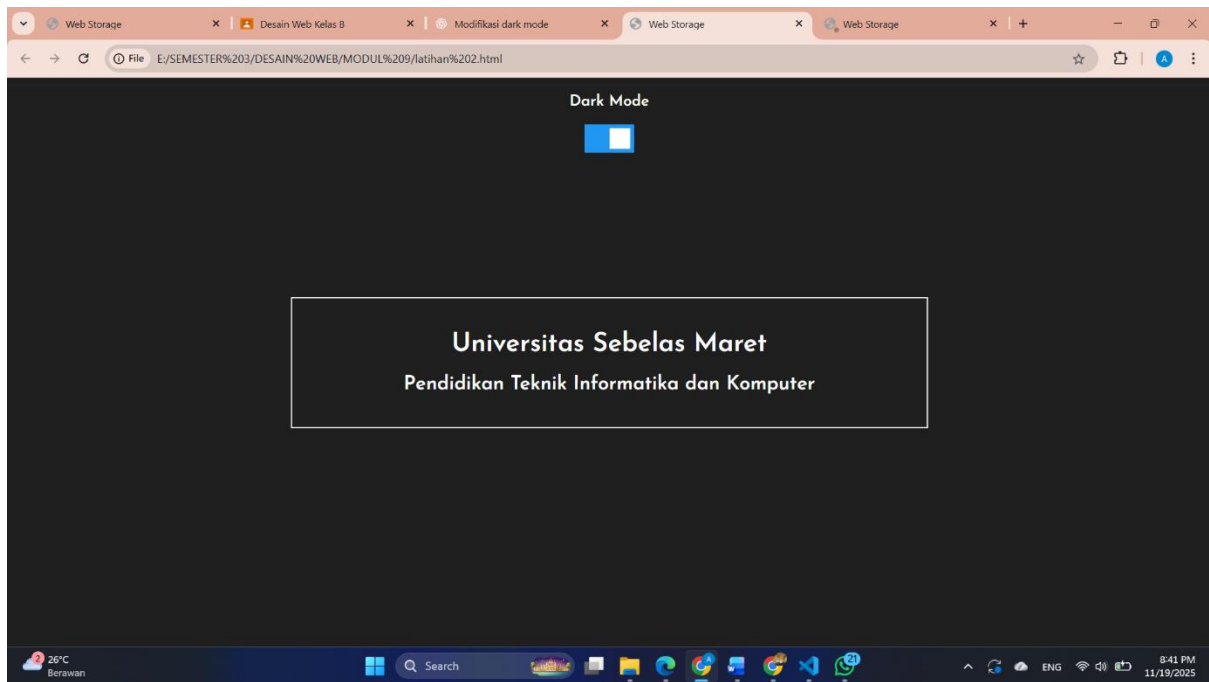 Web Storage
Desain Web Kelas B
Modifikasi dark mode
Web Storage
Web Storage
File E:/SEMESTER%203/DESAIN%20WEB/MODUL%209/latihan%202.html
A
Dark Mode
Universitas Sebelas Maret
Pendidikan Teknik Informatika dan Komputer
2
26°C
Berawan
Search
21
ENG
8:41 PM
11/19/2025